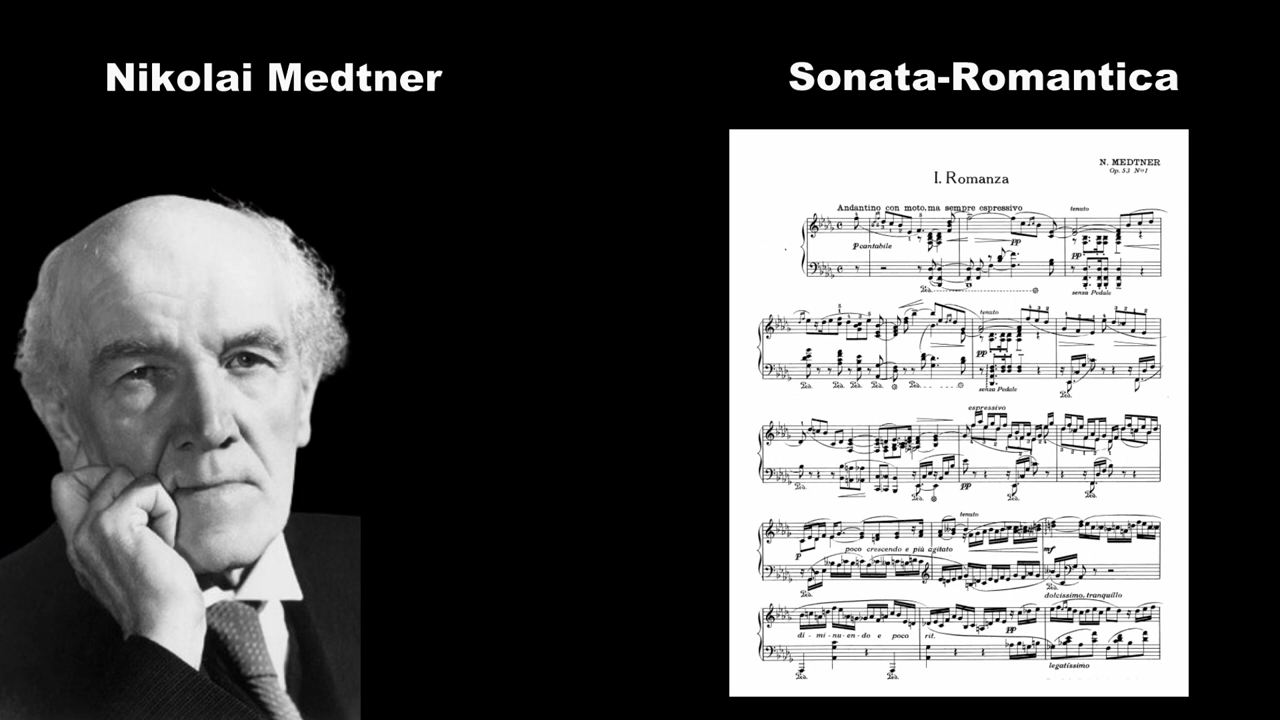 Nikolai Medtner
Sonata-Romantica
N. MEDTNER
Op. 53 Nº1
I. Romanza
Andantino con moto, ma sempre espressivo
tenuto
p cantabile
pp
pp
senza Pedale
tenuto
pp
senza Pedale
espressivo
pp
tenuto
p
poco crescendo e più agitato
mf
dolcissimo, tranquillo
di - mi - nu - en - do e poco rit.
pp
legatissimo